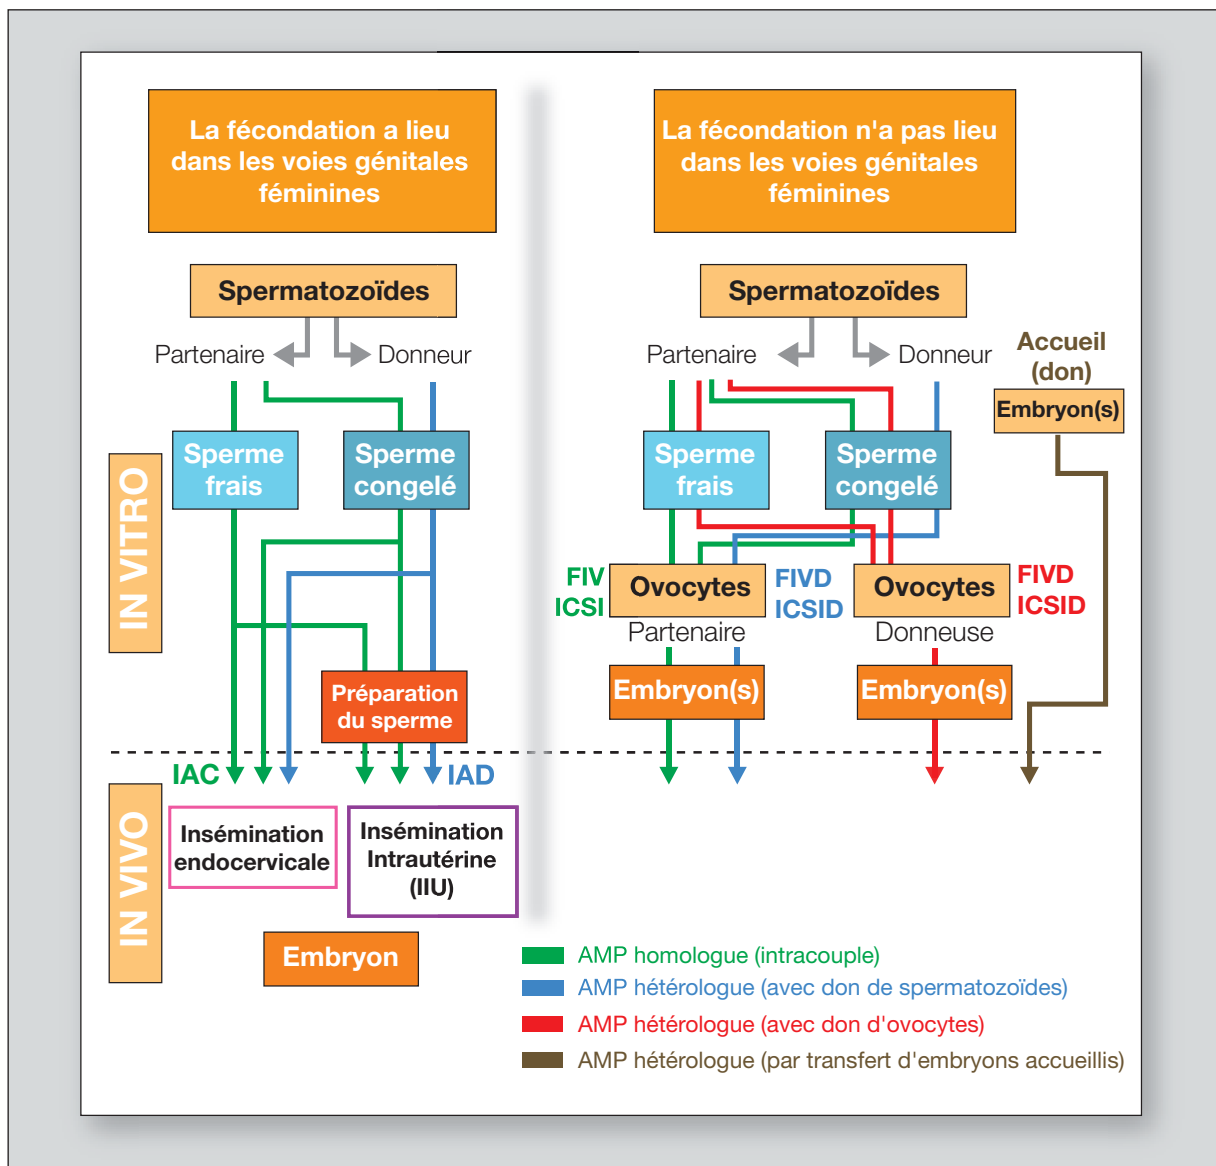 La fécondation a lieu
dans les voies génitales
féminines
Spermatozoïdes
Partenaire
Donneur
Sperme
frais
Sperme
congelé
IN VITRO
Préparation
du sperme
IAC
IAD
IN VIVO
Insémination
endocervicale
Insémination
Intrautérine
(IIU)
Embryon
La fécondation n'a pas lieu
dans les voies génitales
féminines
Spermatozoïdes
Partenaire
Donneur
Accueil
(don)
Embryon(s)
Sperme
frais
Sperme
congelé
FIV
ICSI
Ovocytes
Partenaire
FIVD
ICSID
Ovocytes
Donneuse
FIVD
ICSID
Embryon(s)
Embryon(s)
AMP homologue (intracouple)
AMP hétérologue (avec don de spermatozoïdes)
AMP hétérologue (avec don d'ovocytes)
AMP hétérologue (par transfert d'embryons accueillis)